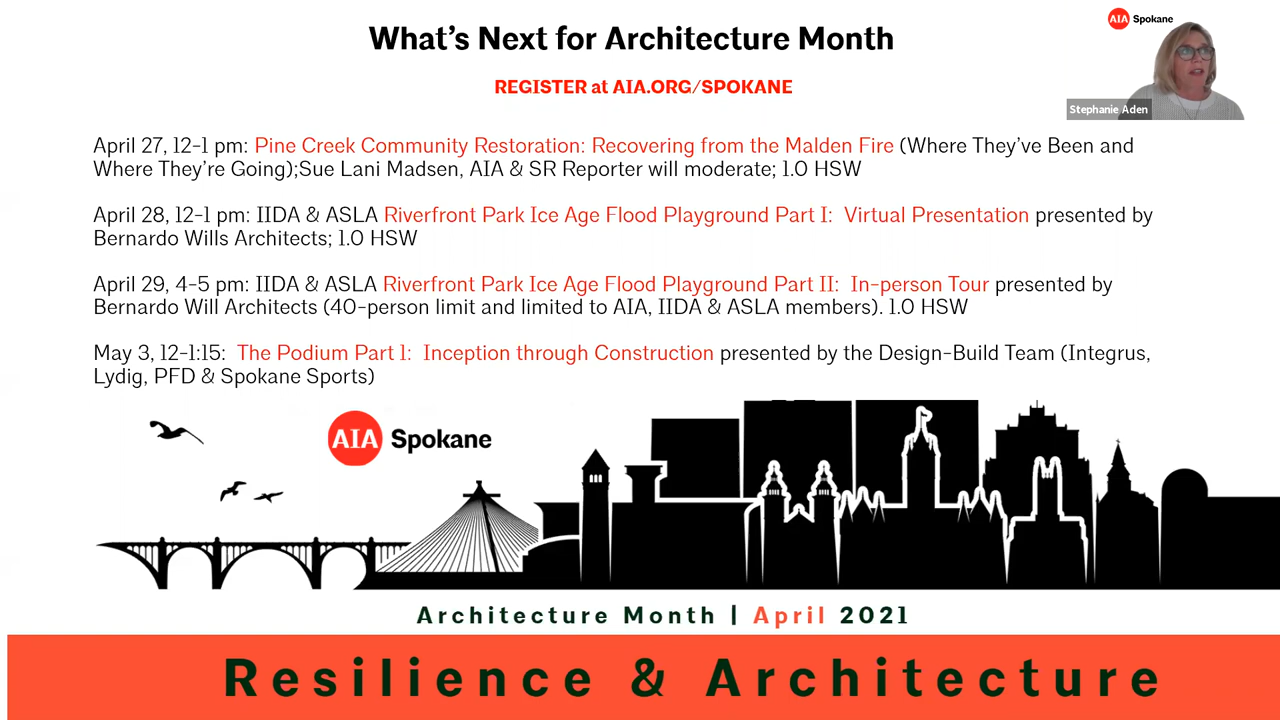 What's Next for Architecture Month
AIA Spokane
REGISTER at AIA.ORG/SPOKANE
Stephanie Aden
April 27, 12-1 pm: Pine Creek Community Restoration: Recovering from the Malden Fire (Where They've Been and
Where They're Going);Sue Lani Madsen, AIA & SR Reporter will moderate; 1.0 HSW
April 28, 12-1 pm: IIDA & ASLA Riverfront Park Ice Age Flood Playground Part I:  Virtual Presentation presented by
Bernardo Wills Architects; 1.0 HSW
April 29, 4-5 pm: IIDA & ASLA Riverfront Park Ice Age Flood Playground Part II:  In-person Tour presented by
Bernardo Will Architects (40-person limit and limited to AIA, IIDA & ASLA members). 1.0 HSW
May 3, 12-1:15:  The Podium Part 1:  Inception through Construction presented by the Design-Build Team (Integrus,
Lydig, PFD & Spokane Sports)
AIA Spokane
Architecture Month | April 2021
Resilience & Architecture